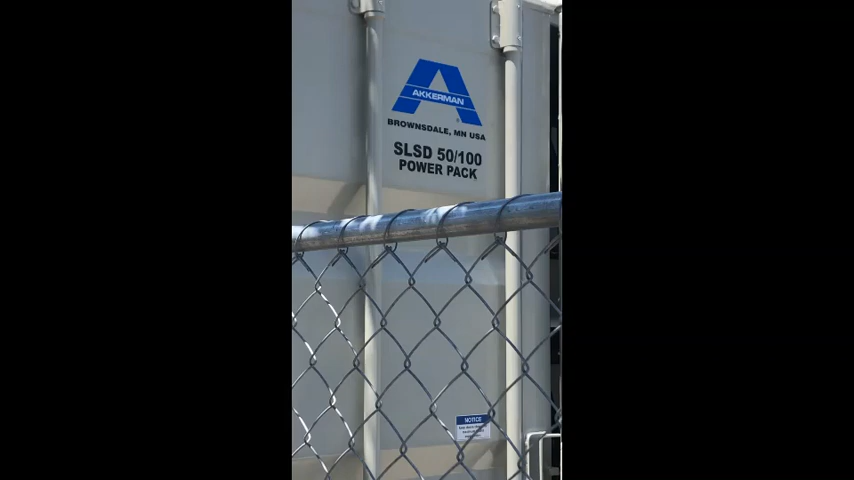 AKKERMAN
BROWNSDALE, MN USA
SLSD 50/100
POWER PACK
NOTICE